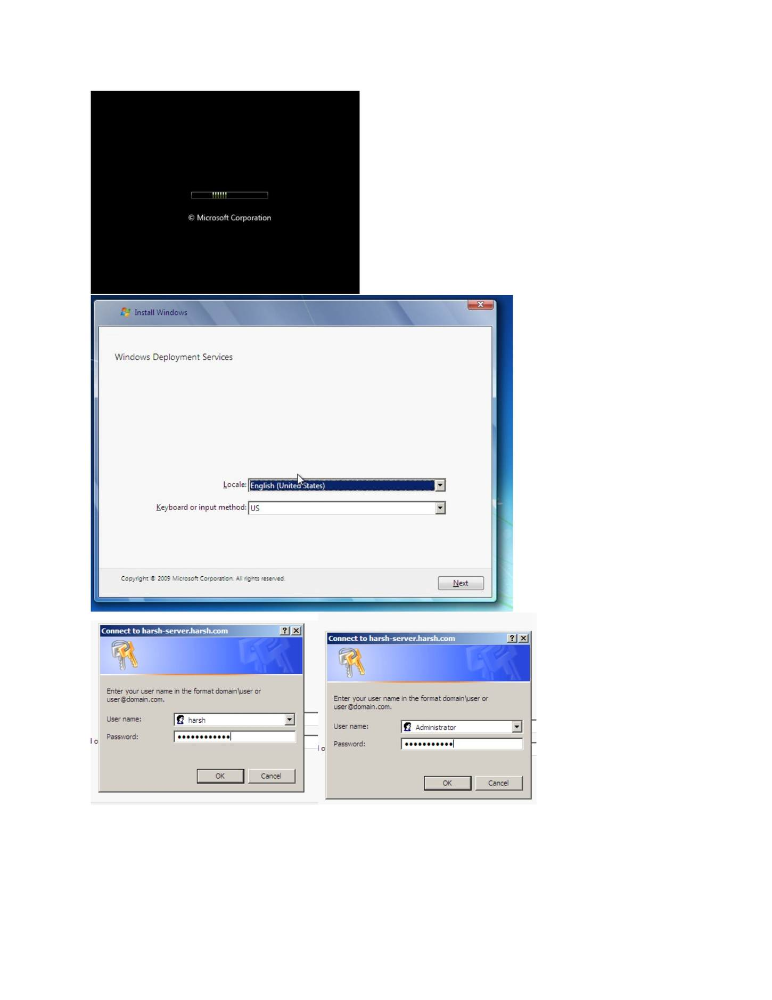 © Microsoft Corporation
Install Windows
Windows Deployment Services
Locale: English (United States)
Keyboard or input method: US
Copyright © 2009 Microsoft Corporation. All rights reserved.
Next
Connect to harsh-server.harsh.com
Enter your user name in the format domain\user or
user@domain.com.
User name: harsh
Password: ••••••••••••
OK Cancel
Connect to harsh-server.harsh.com
Enter your user name in the format domain\user or
user@domain.com.
User name: Administrator
Password: •••••••••••
OK Cancel